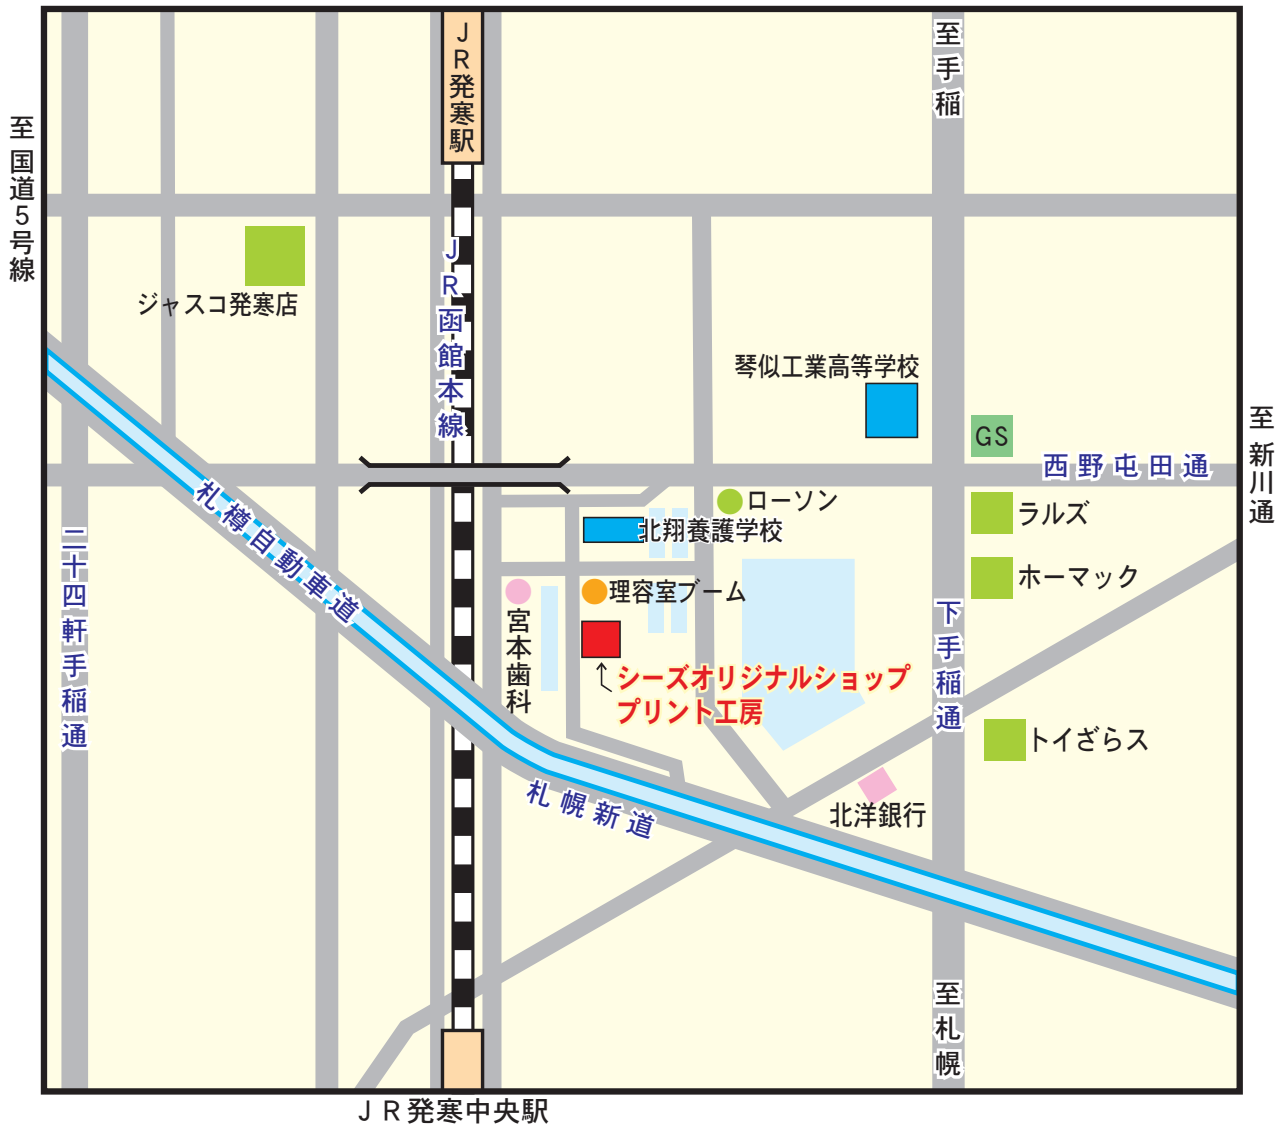 JR発寒駅
至手稲
至国道5号線
JR函館本線
ジャスコ発寒店
琴似工業高等学校
GS
至新川通
西野屯田通
札樽自動車道
ローソン
ラルズ
北翔養護学校
二十四軒手稲通
ホーマック
理容室ブーム
宮本歯科
下手稲通
シーズオリジナルショップ
プリント工房
トイざらス
札幌新道
北洋銀行
至札幌
JR発寒中央駅